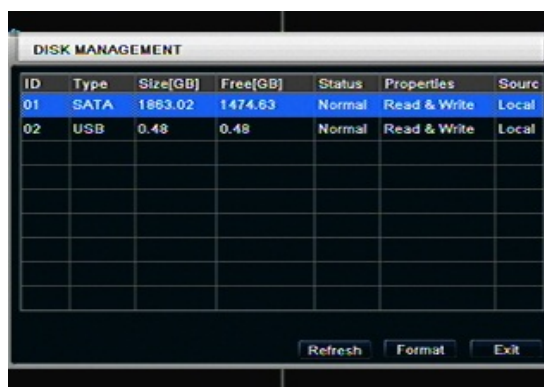 DISK MANAGEMENT
ID Type Size[GB] Free[GB] Status Properties Sourc
01 SATA 1863.02 1474.63 Normal Read & Write Local
02 USB 0.48 0.48 Normal Read & Write Local
Refresh Format Exit